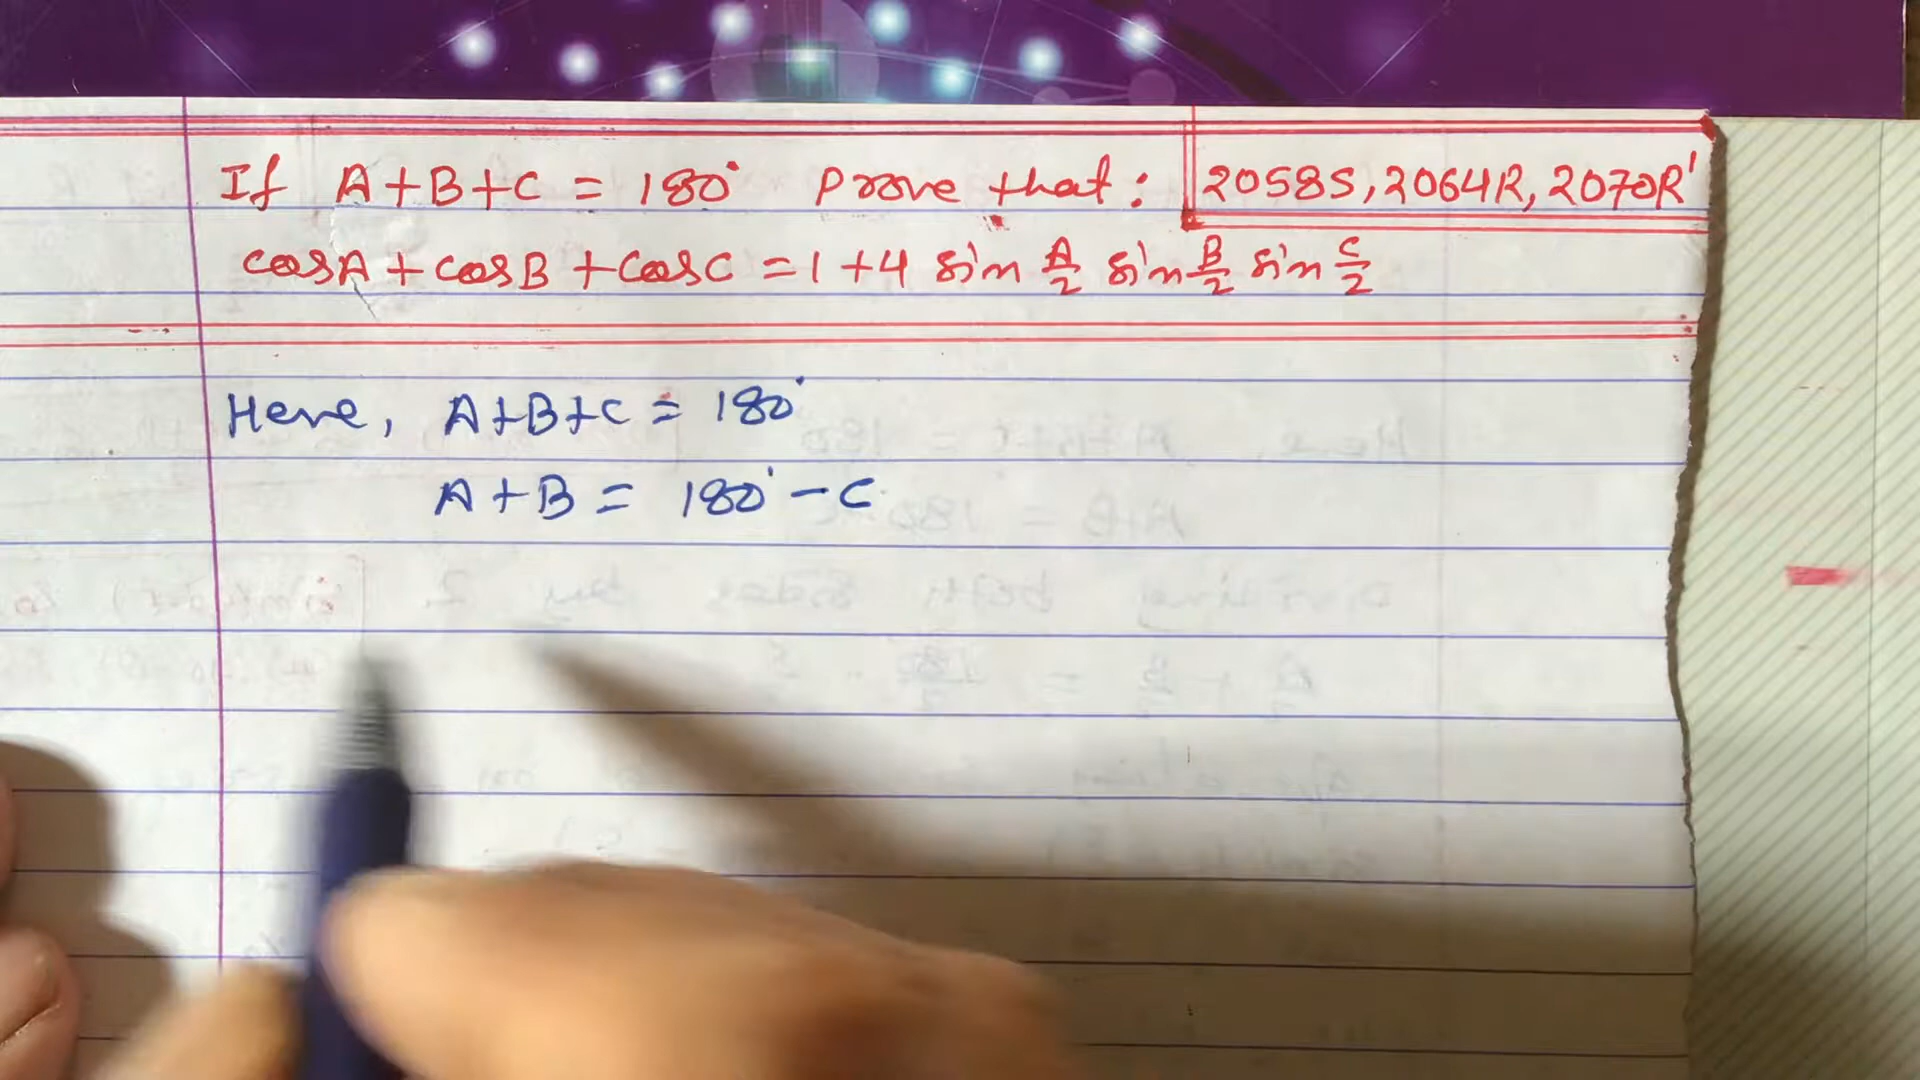 If A+B+C = 180° Prove that: 2058S, 2064R, 2070R'
cosA + cosB + cosC = 1 + 4 sin A/2 sin B/2 sin C/2
Here, A+B+C = 180°
A+B = 180° - C